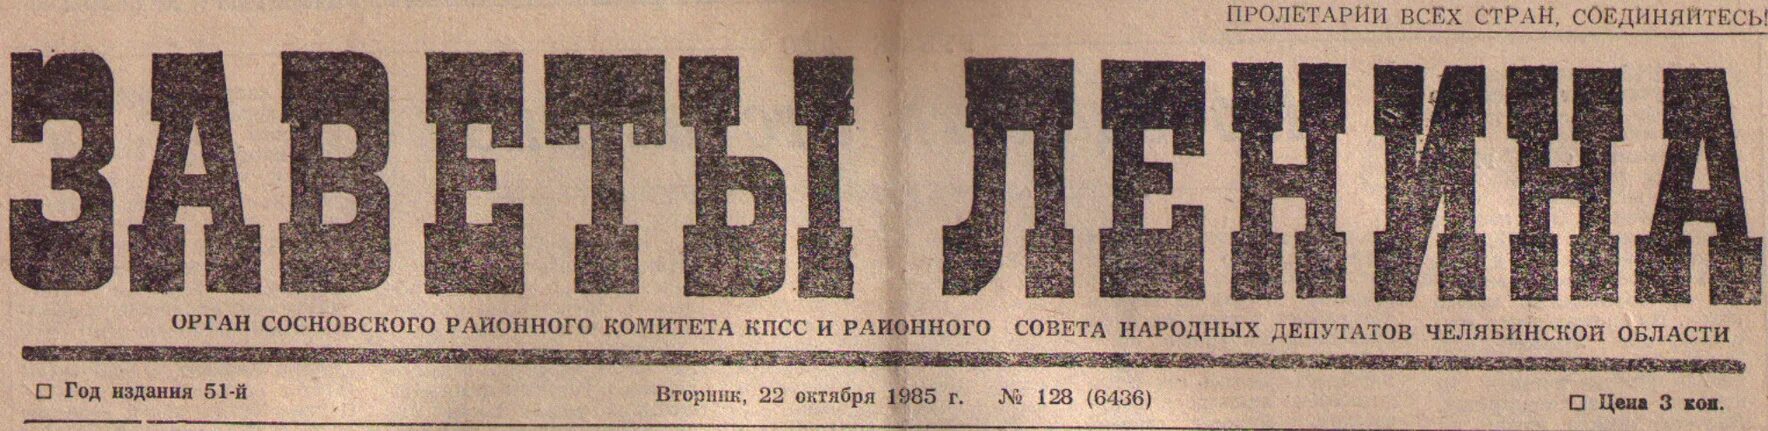 ПРОЛЕТАРИИ ВСЕХ СТРАН, СОЕДИНЯЙТЕСЬ!
ЗАВЕТЫ ЛЕНИНА
ОРГАН СОСНОВСКОГО РАЙОННОГО КОМИТЕТА КПСС И РАЙОННОГО СОВЕТА НАРОДНЫХ ДЕПУТАТОВ ЧЕЛЯБИНСКОЙ ОБЛАСТИ
□ Год издания 51-й Вторник, 22 октября 1985 г. № 128 (6436) □ Цена 3 коп.